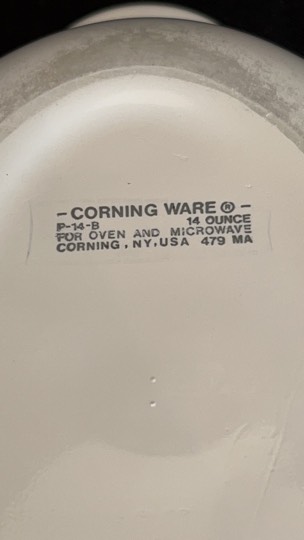 - CORNING WARE ® -
P-14-B 14 OUNCE
FOR OVEN AND MICROWAVE
CORNING, NY, USA 479 MA